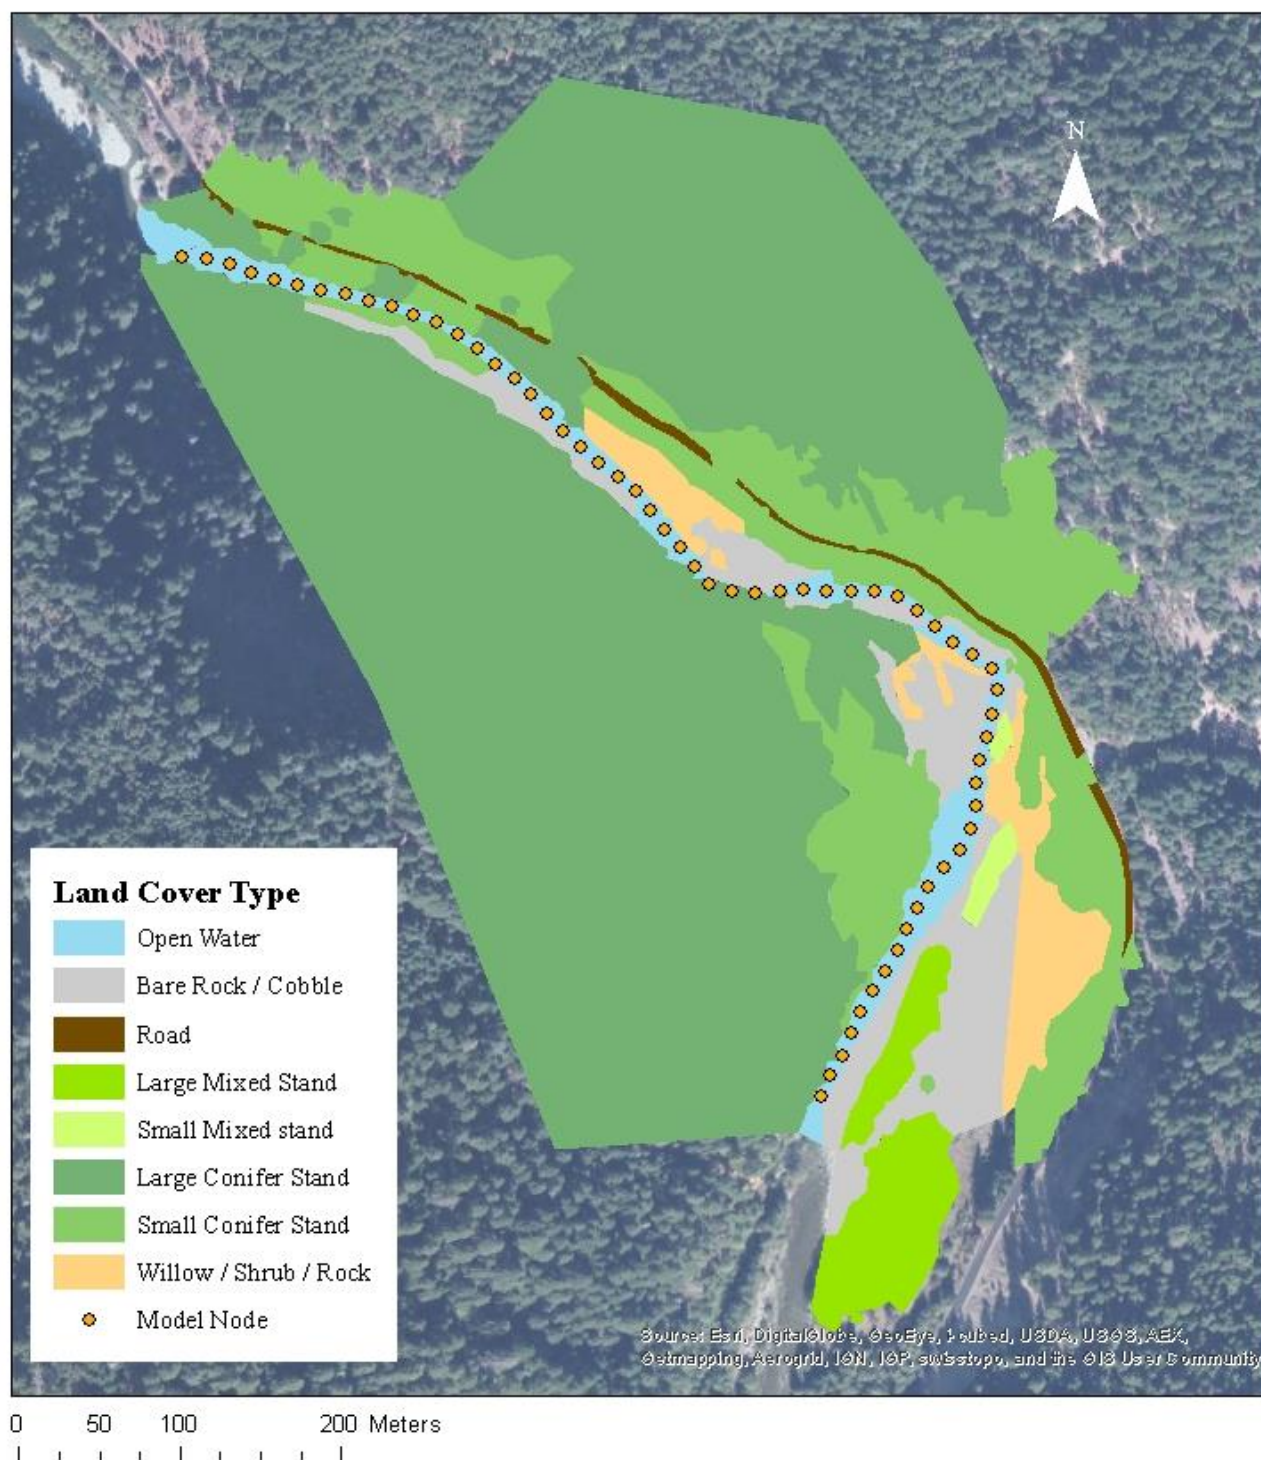 N
Land Cover Type
Open Water
Bare Rock / Cobble
Road
Large Mixed Stand
Small Mixed stand
Large Conifer Stand
Small Conifer Stand
Willow / Shrub / Rock
Model Node
Source: Esri, DigitalGlobe, GeoEye, i-cubed, USDA, USGS, AEX,
Getmapping, Aerogrid, IGN, IGP, swisstopo, and the GIS User Community
0 50 100 200 Meters